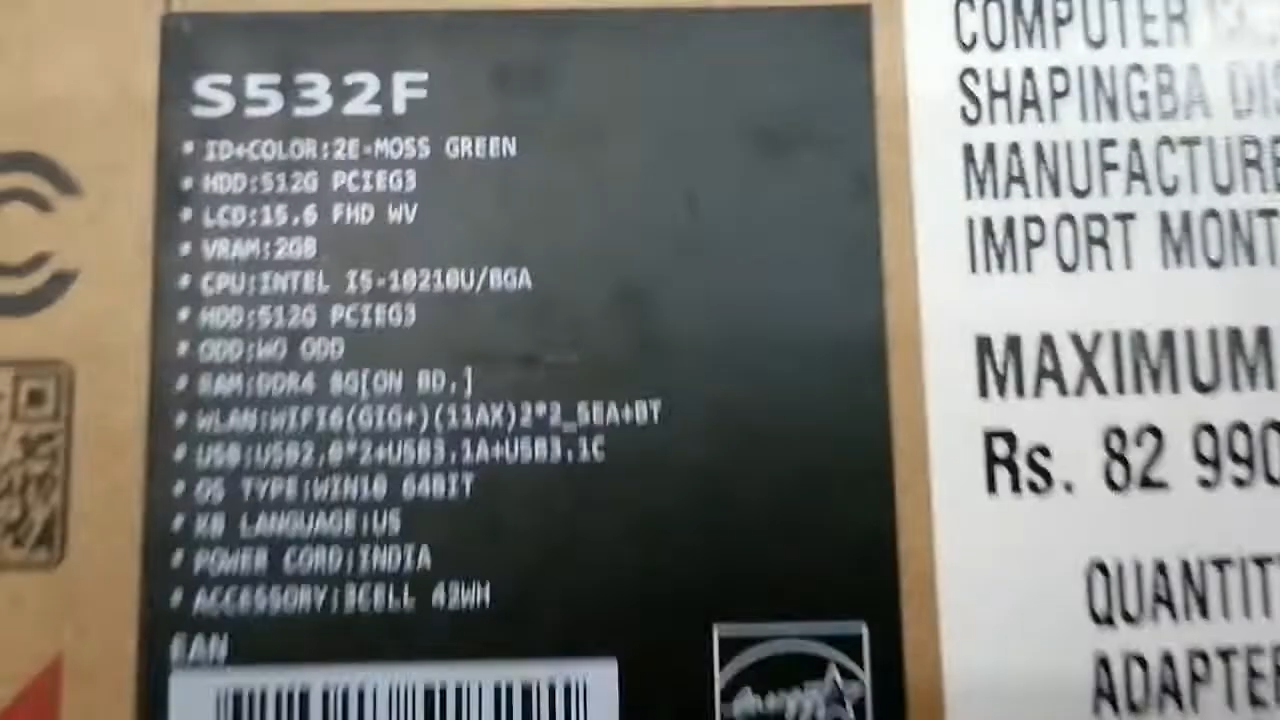 S532F
* ID+COLOR:2E-MOSS GREEN
* HDD:512G PCIEG3
* LCD:15.6 FHD WV
* VRAM:2GB
* CPU:INTEL I5-10210U/BGA
* HDD:512G PCIEG3
* ODD:WO ODD
* RAM:DDR4 8G[ON BD.]
* WLAN:WIFI6(GIG+)(11AX)2*2_SEA+BT
* USB:USB2.0*2+USB3.1A+USB3.1C
* OS TYPE:WIN10 64BIT
* KB LANGUAGE:US
* POWER CORD:INDIA
* ACCESSORY:3CELL 42WH
EAN
COMPUTER
SHAPINGBA DIS
MANUFACTURE
IMPORT MONT
MAXIMUM
Rs. 82 990
QUANTIT
ADAPTE